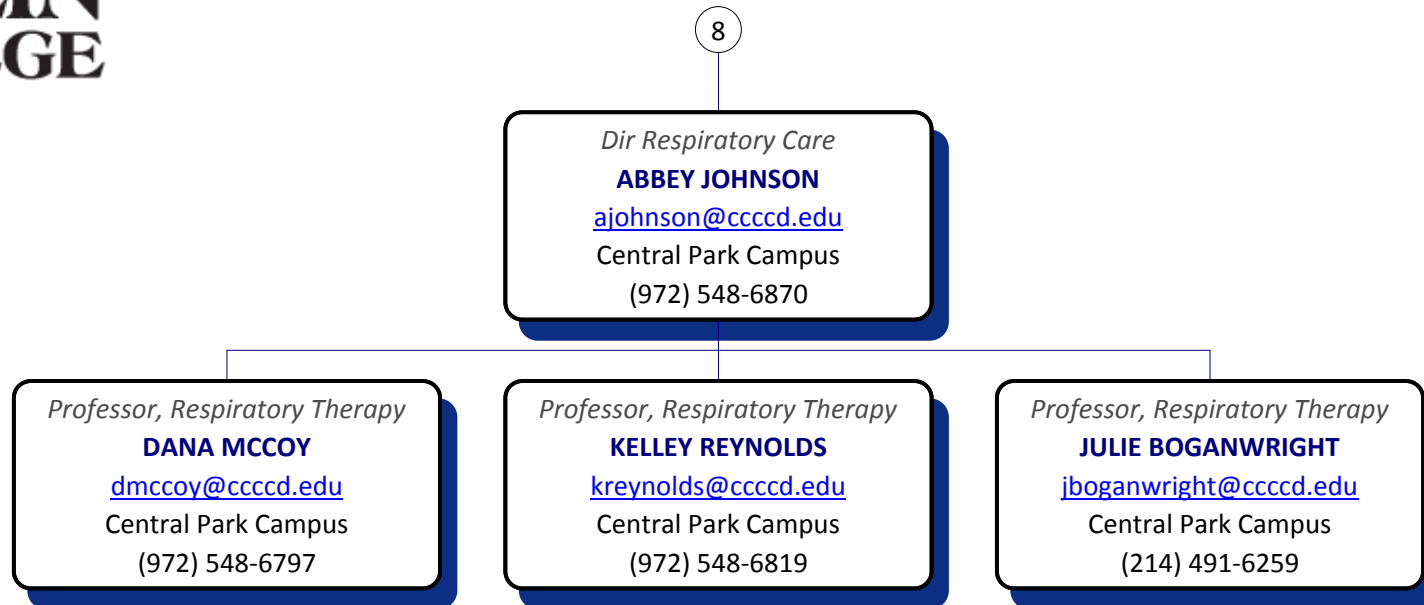 GE
8
Dir Respiratory Care
ABBEY JOHNSON
ajohnson@ccccd.edu
Central Park Campus
(972) 548-6870
Professor, Respiratory Therapy
DANA MCCOY
dmccoy@ccccd.edu
Central Park Campus
(972) 548-6797
Professor, Respiratory Therapy
KELLEY REYNOLDS
kreynolds@ccccd.edu
Central Park Campus
(972) 548-6819
Professor, Respiratory Therapy
JULIE BOGANWRIGHT
jboganwright@ccccd.edu
Central Park Campus
(214) 491-6259